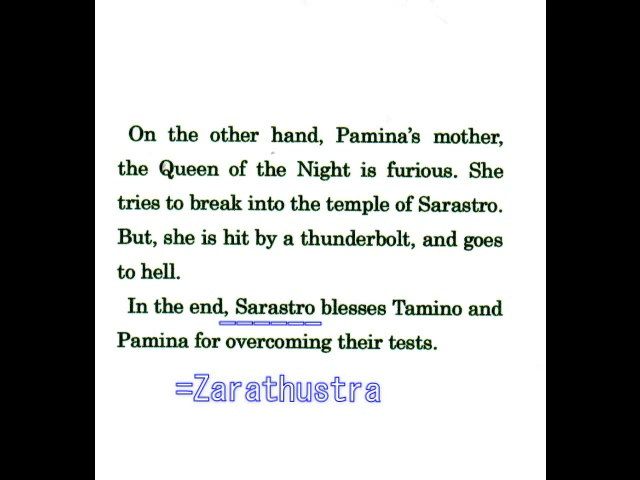 On the other hand, Pamina's mother,
the Queen of the Night is furious. She
tries to break into the temple of Sarastro.
But, she is hit by a thunderbolt, and goes
to hell.
In the end, Sarastro blesses Tamino and
Pamina for overcoming their tests.
=Zarathustra